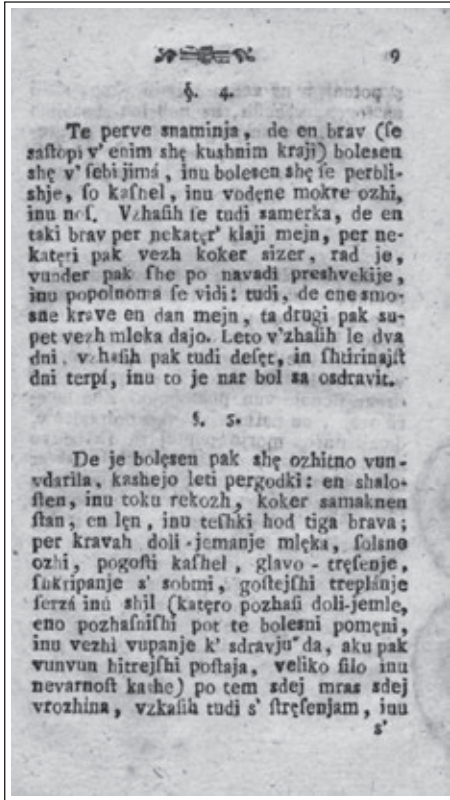 9
§. 4.
Te perve snaminja, de en brav (ſe
saſtopi v' enim shę kushnim kraji) bolesen
shę v' ſebi jimá, inu bolesen shę ſe perbli-
shje, ſo kaſhel, inu vodęne mokre ozhi,
inu noſ. Vzhaſih ſe tudi samerka, de en
taki brav per nekatęr' klaji mejn, per ne-
katęri pak vezh koker sizer, rad je,
vunder pak ſhe po navadi preshvekije,
inu popolnoma ſe vidi: tudi, de ene smo-
sne krave en dan mejn, ta drugi pak su-
pet vezh mleka dajo. Leto v'zhaſih le dva
dni, vzhaſih pak tudi deſęt, in ſhtirinajſt
dni terpí, inu to je nar bol sa osdravit.
§. 5.
De je bolęsen pak shę ozhitno vun-
vdarila, kashejo leti pergodki: en shalo-
ſten, inu toku rekozh, koker samaknen
ſtan, en lęn, inu teſhki hod tiga brava;
per kravah doli-jemanje mlęka, ſolsne
ozhi, pogoſti kaſhel, glavo-tręſenje,
ſhkripanje s' sobmi, goſtejſhi treplanje
ſerzá inu shil (katęro pozhaſi doli-jemle,
eno pozhaſniſhi pot te bolesni pomęni,
inu vezhi vupanje k' sdravju da, aku pak
vunvun hitrejſhi poſtaja, veliko ſilo inu
nevarnoſt kashe) po tem sdej mras sdej
vrozhina, vzkaſih tudi s' ſtręſenjam, inu
s'